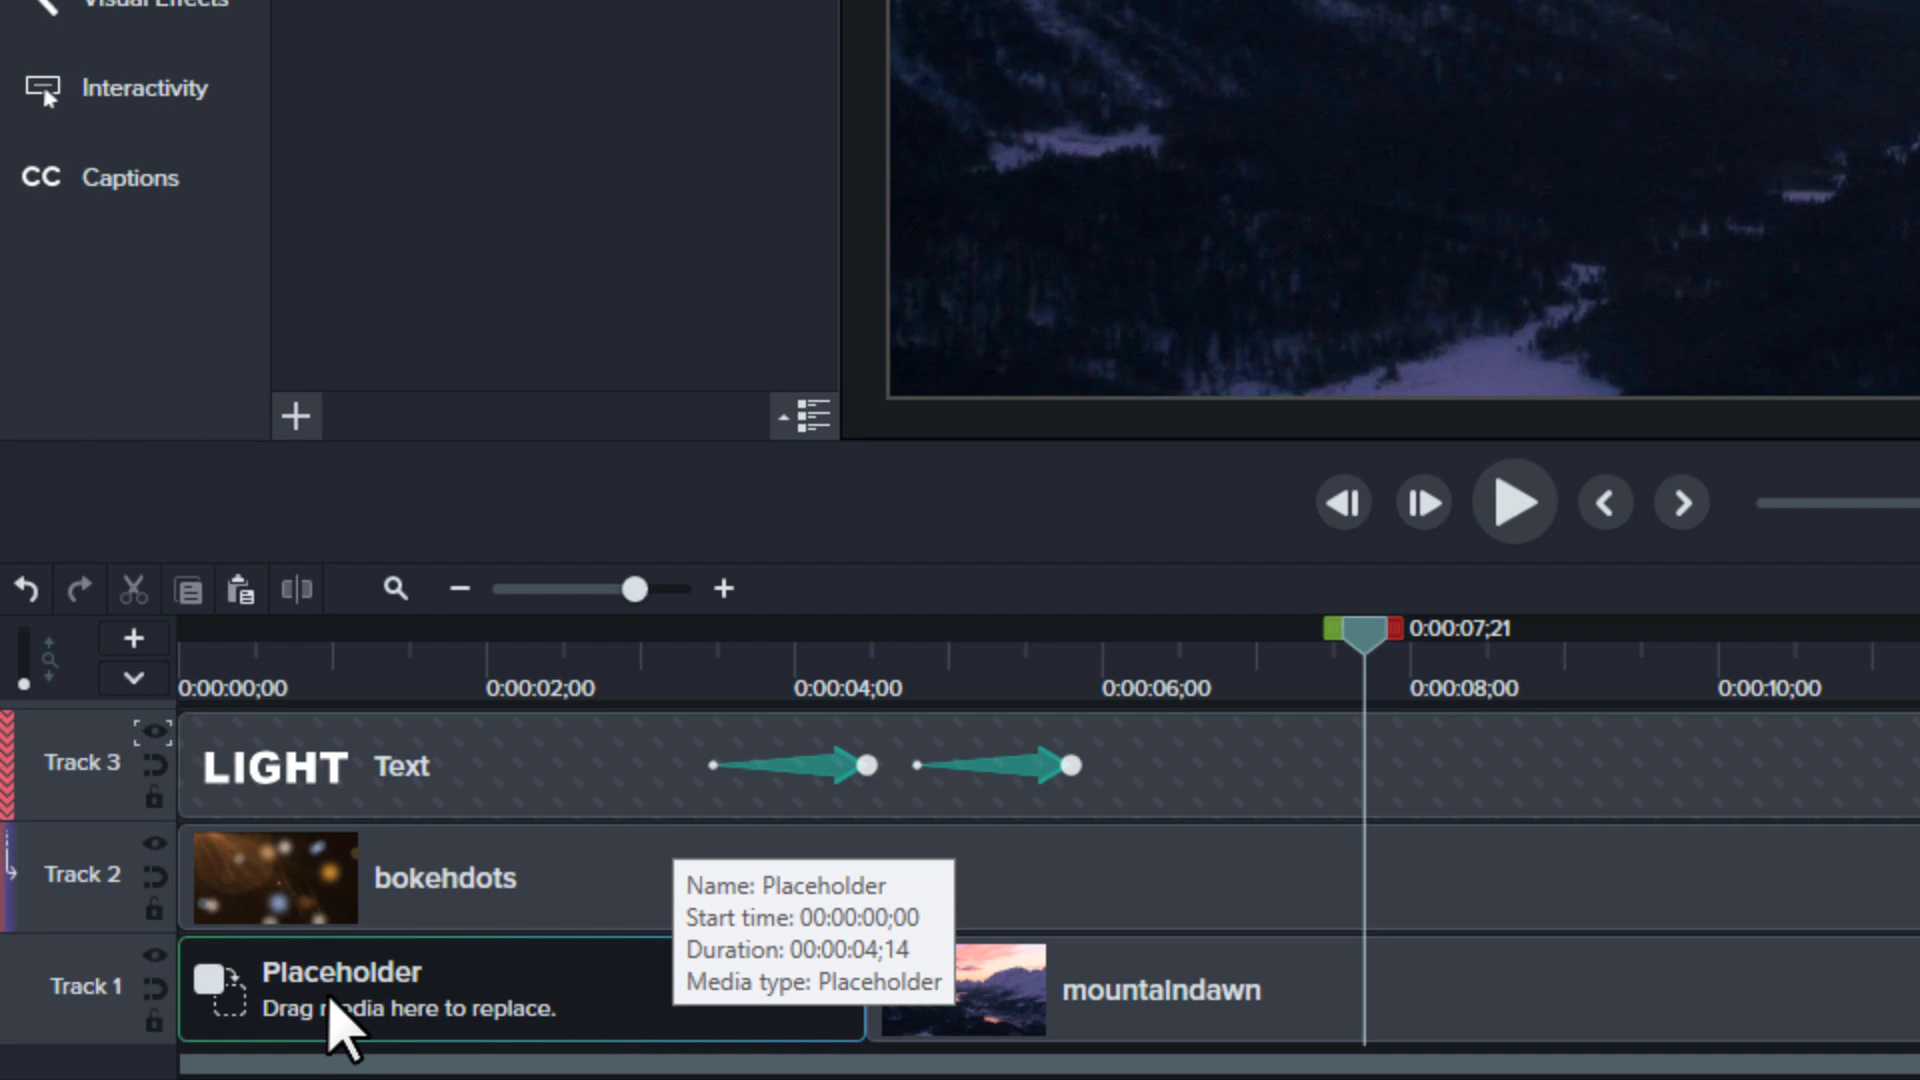 Visual Effects
Interactivity
CC Captions
0:00:07;21
0:00:00;00 0:00:02;00 0:00:04;00 0:00:06;00 0:00:08;00 0:00:10;00
Track 3 LIGHT Text
Track 2 bokehdots
Name: Placeholder
Start time: 00:00:00;00
Duration: 00:00:04;14
Media type: Placeholder
Placeholder
Track 1 mountaindawn
Drag media here to replace.